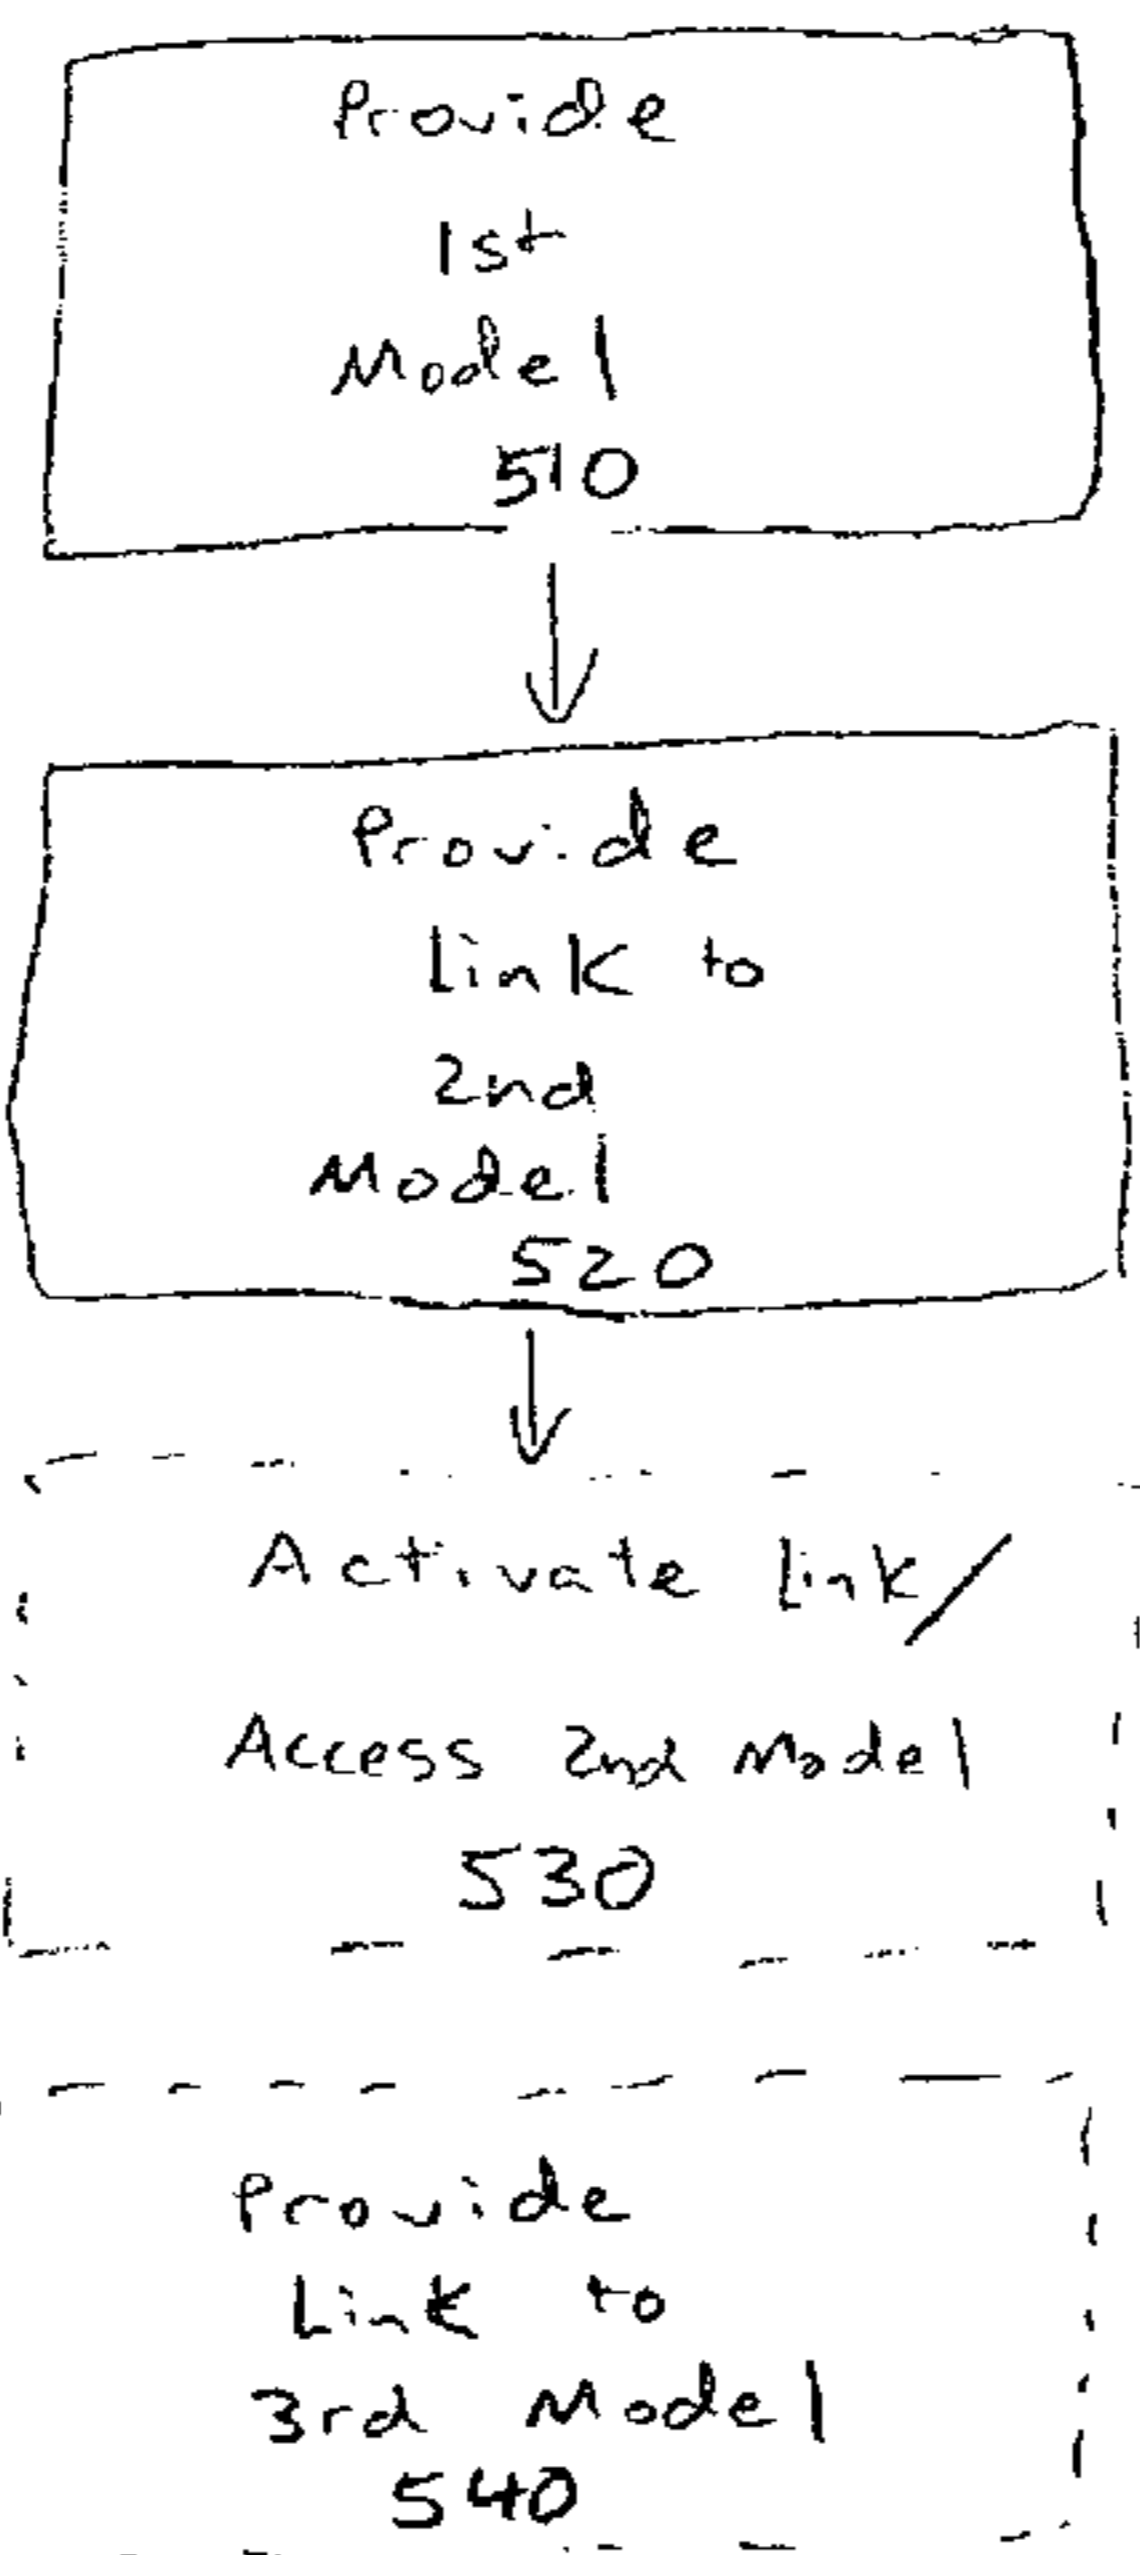 Provide
1st
Model
510
Provide
link to
2nd
Model
520
Activate link/
Access 2nd Model
530
Provide
Link to
3rd Model
540